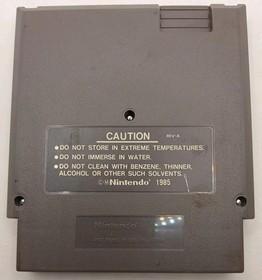 CAUTION REV-A
• DO NOT STORE IN EXTREME TEMPERATURES.
• DO NOT IMMERSE IN WATER.
• DO NOT CLEAN WITH BENZENE, THINNER,
ALCOHOL OR OTHER SUCH SOLVENTS.
©Nintendo® 1985
Nintendo